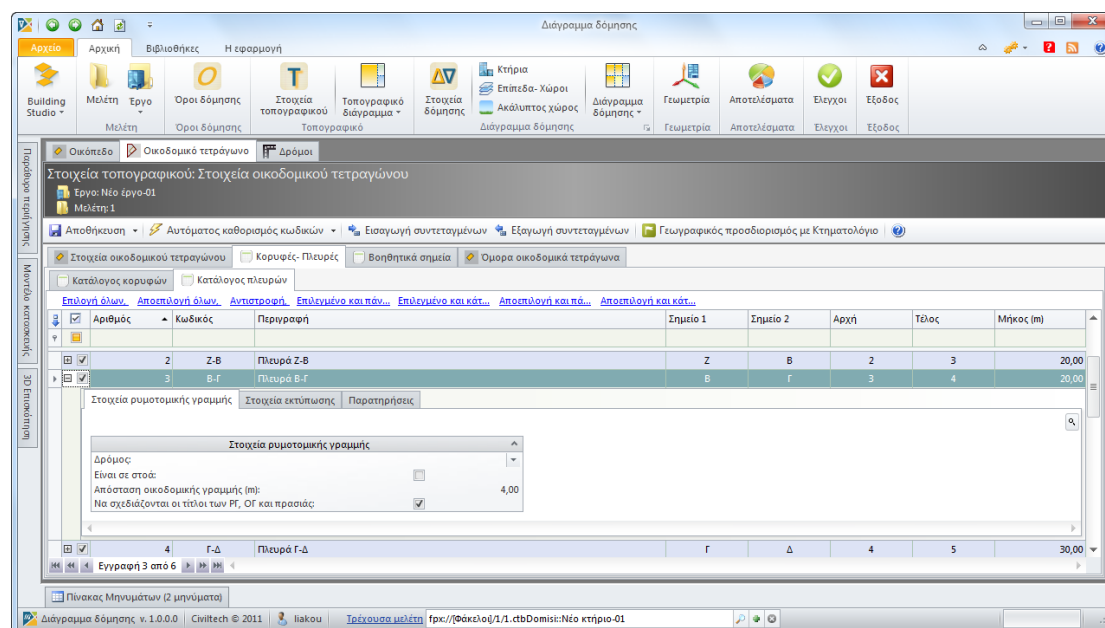 Διάγραμμα δόμησης
Αρχείο Αρχική Βιβλιοθήκες Η εφαρμογή
Building Studio
Μελέτη
Έργο
Όροι δόμησης
Στοιχεία τοπογραφικού
Τοπογραφικό διάγραμμα
Στοιχεία δόμησης
Κτήρια
Επίπεδα- Χώροι
Ακάλυπτος χώρος
Διάγραμμα δόμησης
Γεωμετρία
Αποτελέσματα
Έλεγχοι
Έξοδος
Μελέτη Όροι δόμησης Τοπογραφικό Διάγραμμα δόμησης Γεωμετρία Αποτελέσματα Έλεγχοι Έξοδος
Παράθυρο περιήγησης
Μοντέλο κατασκευής
3D Επισκόπηση
Οικόπεδο Οικοδομικό τετράγωνο Δρόμοι
Στοιχεία τοπογραφικού: Στοιχεία οικοδομικού τετραγώνου
Έργο: Νέο έργο-01
Μελέτη: 1
Αποθήκευση Αυτόματος καθορισμός κωδικών Εισαγωγή συντεταγμένων Εξαγωγή συντεταγμένων Γεωγραφικός προσδιορισμός με Κτηματολόγιο
Στοιχεία οικοδομικού τετραγώνου Κορυφές- Πλευρές Βοηθητικά σημεία Όμορα οικοδομικά τετράγωνα
Κατάλογος κορυφών Κατάλογος πλευρών
Επιλογή όλων, Αποεπιλογή όλων, Αντιστροφή, Επιλεγμένο και πάν... Επιλεγμένο και κάτ... Αποεπιλογή και πά... Αποεπιλογή και κάτ...
Αριθμός Κωδικός Περιγραφή Σημείο 1 Σημείο 2 Αρχή Τέλος Μήκος (m)
2 Ζ-Β Πλευρά Ζ-Β Ζ Β 2 3 20,00
3 Β-Γ Πλευρά Β-Γ Β Γ 3 4 20,00
Στοιχεία ρυμοτομικής γραμμής Στοιχεία εκτύπωσης Παρατηρήσεις
Στοιχεία ρυμοτομικής γραμμής
Δρόμος:
Είναι σε στοά:
Απόσταση οικοδομικής γραμμής (m): 4,00
Να σχεδιάζονται οι τίτλοι των ΡΓ, ΟΓ και πρασιάς:
4 Γ-Δ Πλευρά Γ-Δ Γ Δ 4 5 30,00
Εγγραφή 3 από 6
Πίνακας Μηνυμάτων (2 μηνύματα)
Διάγραμμα δόμησης v. 1.0.0.0 Civiltech © 2011 liakou Τρέχουσα μελέτη fpx://[Φάκελοι]/1/1.ctbDomisi::Νέο κτήριο-01